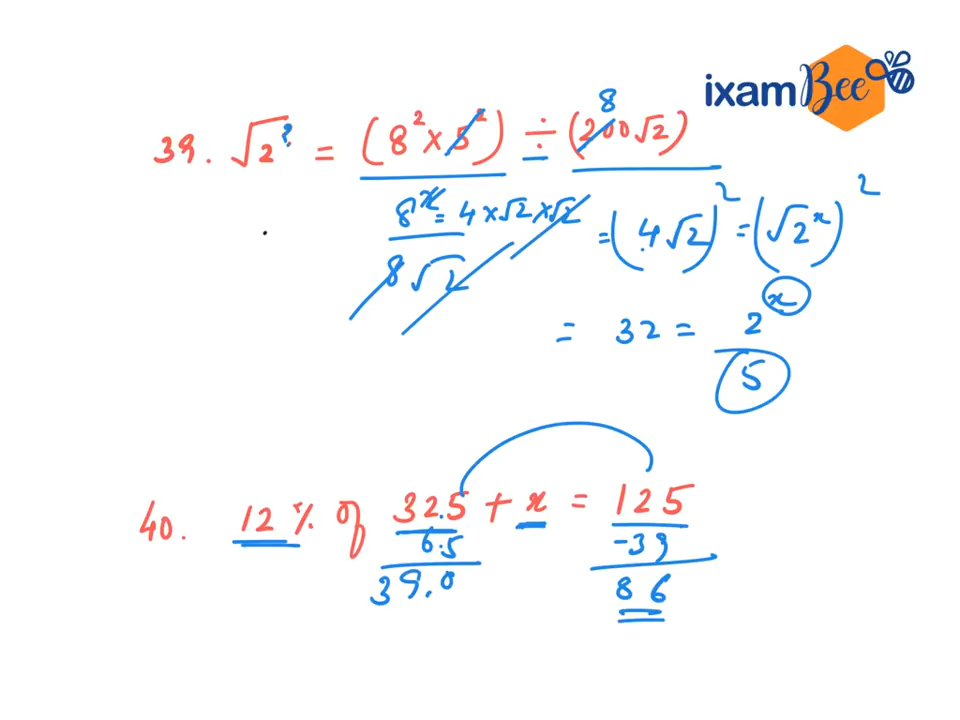 ixamBee
8
39. √2^? = (8² × 5²) ÷ (200√2)
8^x = 4 × √2 × √2 = (4√2)² = (√2^x)²
8√2
= 32 = 2^x
5
40. 12% of 325 + x = 125
6.5 -39
39.0 86